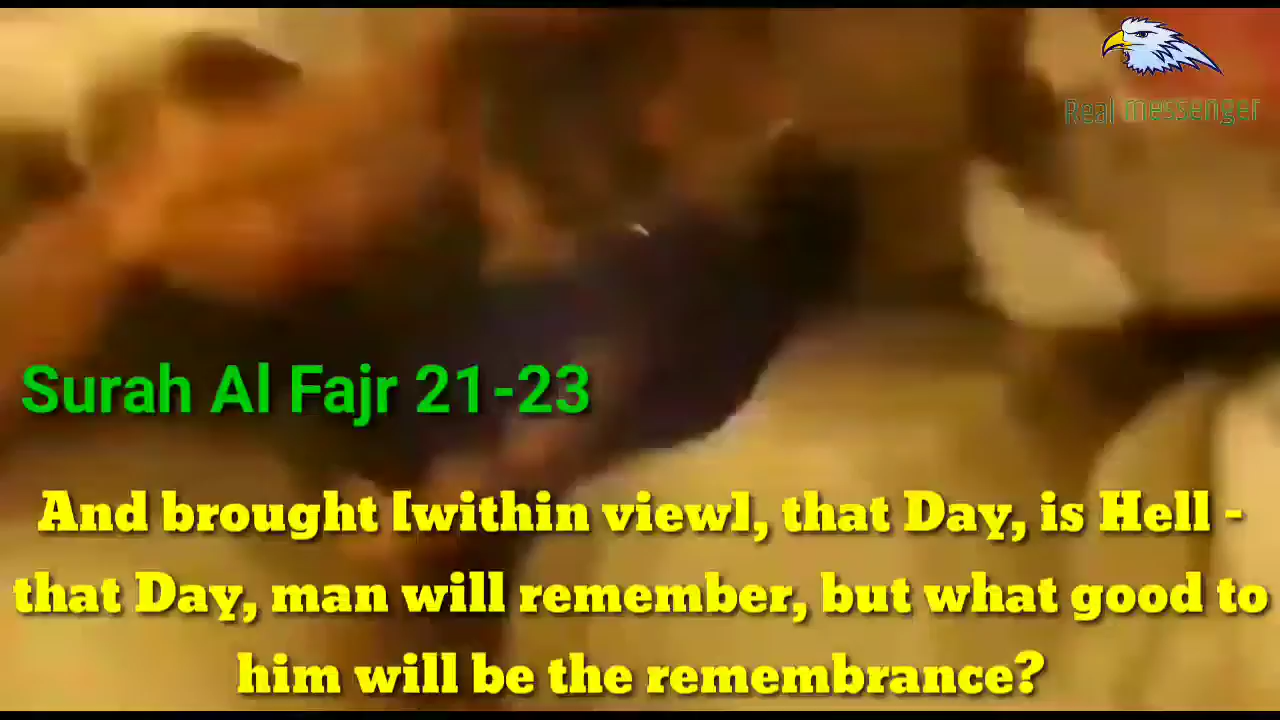 Real messenger
Surah Al Fajr 21-23
And brought [within view], that Day, is Hell -
that Day, man will remember, but what good to
him will be the remembrance?